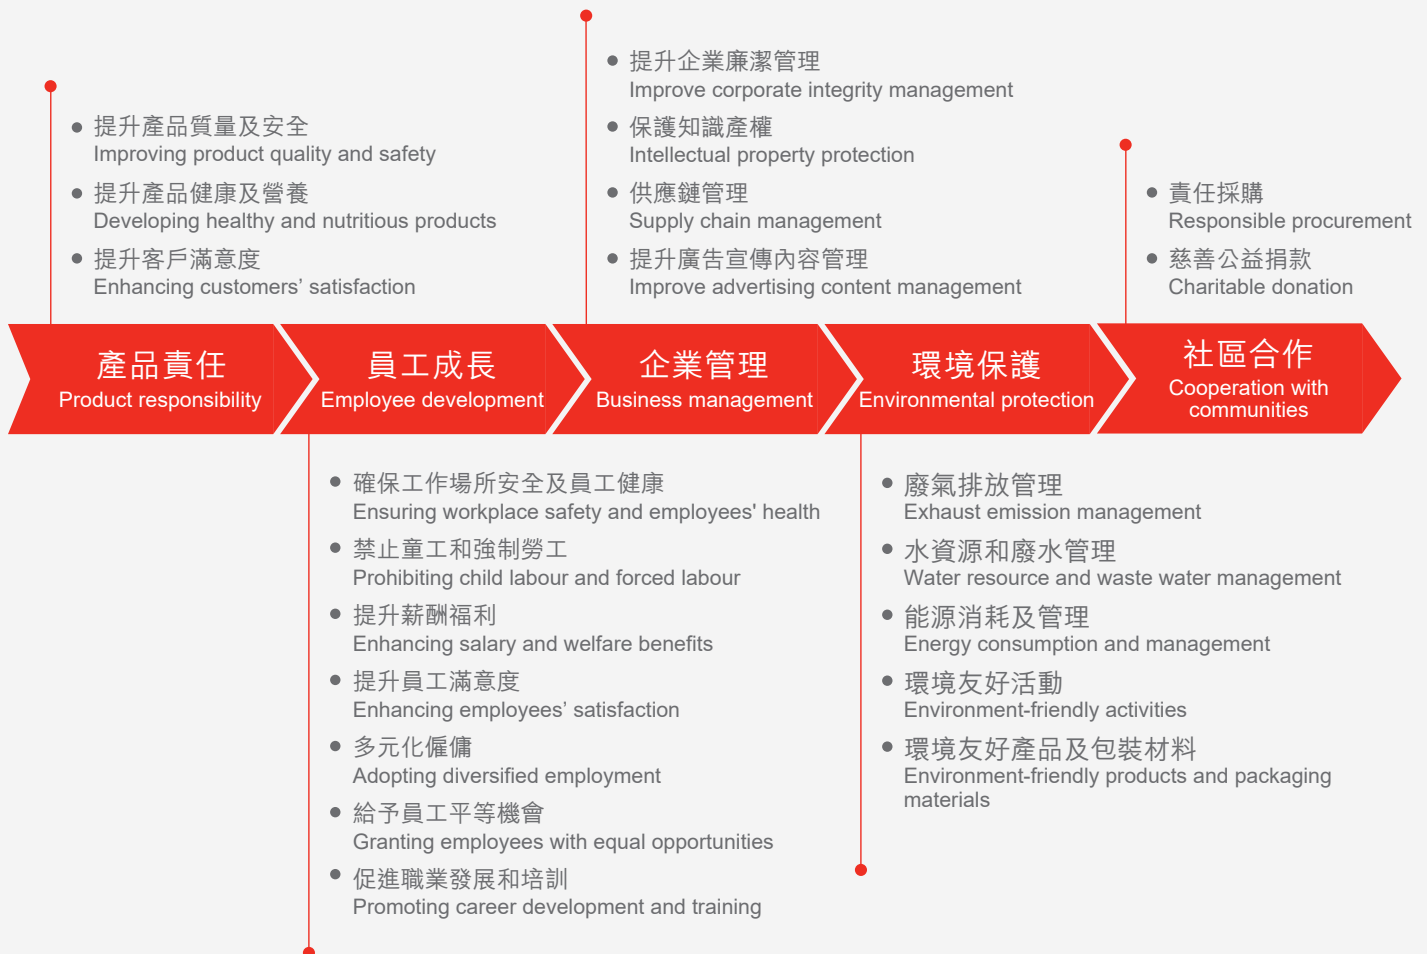 提升產品質量及安全
Improving product quality and safety
提升產品健康及營養
Developing healthy and nutritious products
提升客戶滿意度
Enhancing customers’ satisfaction
提升企業廉潔管理
Improve corporate integrity management
保護知識產權
Intellectual property protection
供應鏈管理
Supply chain management
提升廣告宣傳內容管理
Improve advertising content management
責任採購
Responsible procurement
慈善公益捐款
Charitable donation
產品責任
Product responsibility
員工成長
Employee development
企業管理
Business management
環境保護
Environmental protection
社區合作
Cooperation with
communities
確保工作場所安全及員工健康
Ensuring workplace safety and employees' health
禁止童工和強制勞工
Prohibiting child labour and forced labour
提升薪酬福利
Enhancing salary and welfare benefits
提升員工滿意度
Enhancing employees’ satisfaction
多元化僱傭
Adopting diversified employment
給予員工平等機會
Granting employees with equal opportunities
促進職業發展和培訓
Promoting career development and training
廢氣排放管理
Exhaust emission management
水資源和廢水管理
Water resource and waste water management
能源消耗及管理
Energy consumption and management
環境友好活動
Environment-friendly activities
環境友好產品及包裝材料
Environment-friendly products and packaging
materials